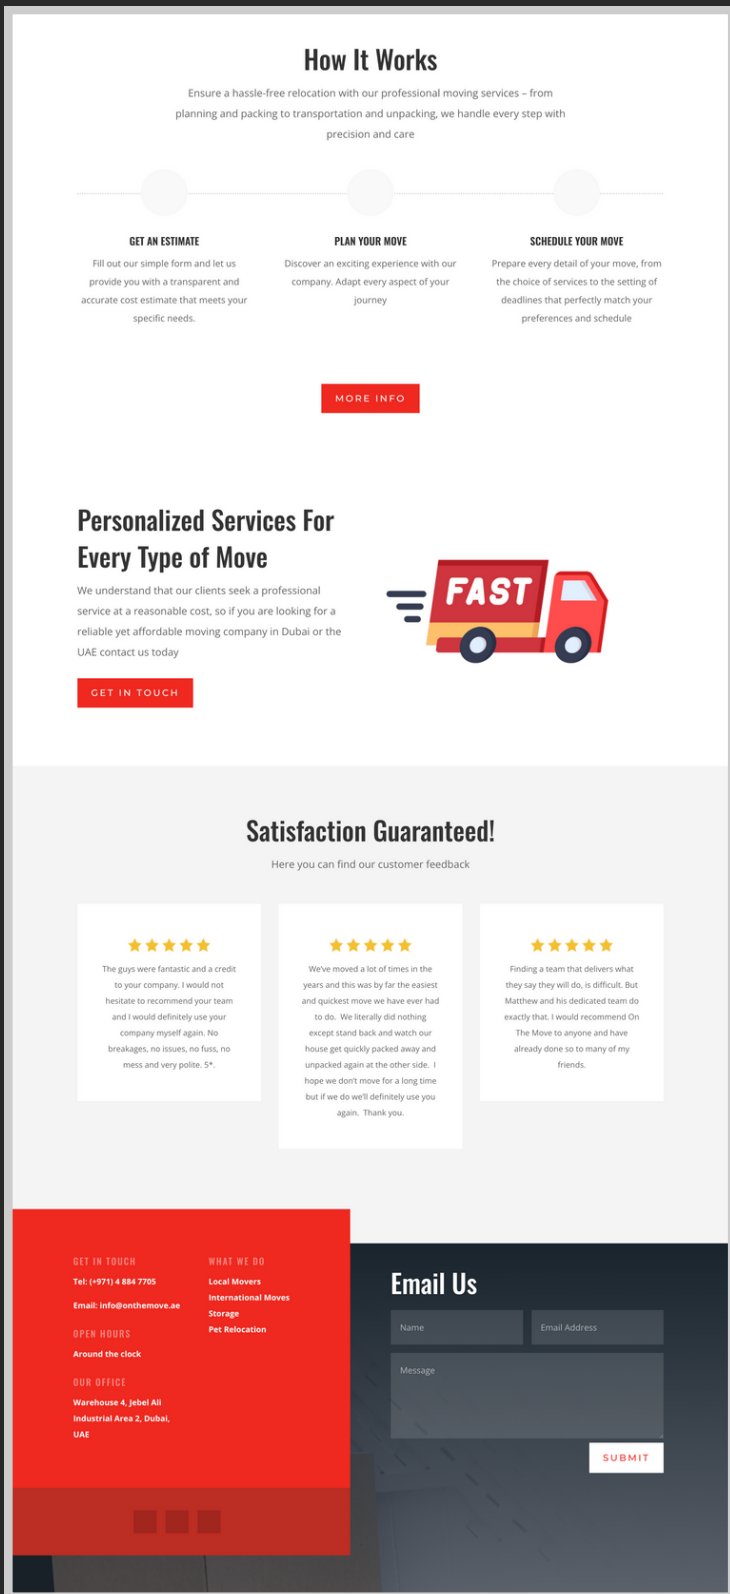 How It Works
Ensure a hassle-free relocation with our professional moving services – from
planning and packing to transportation and unpacking, we handle every step with
precision and care
GET AN ESTIMATE
Fill out our simple form and let us
provide you with a transparent and
accurate cost estimate that meets your
specific needs.
PLAN YOUR MOVE
Discover an exciting experience with our
company. Adapt every aspect of your
journey
SCHEDULE YOUR MOVE
Prepare every detail of your move, from
the choice of services to the setting of
deadlines that perfectly match your
preferences and schedule
MORE INFO
Personalized Services For
Every Type of Move
We understand that our clients seek a professional
service at a reasonable cost, so if you are looking for a
reliable yet affordable moving company in Dubai or the
UAE contact us today
GET IN TOUCH
FAST
Satisfaction Guaranteed!
Here you can find our customer feedback
The guys were fantastic and a credit
to your company. I would not
hesitate to recommend your team
and I would definitely use your
company myself again. No
breakages, no issues, no fuss, no
mess and very polite. 5*.
We've moved a lot of times in the
years and this was by far the easiest
and quickest move we have ever had
to do. We literally did nothing
except stand back and watch our
house get quickly packed away and
unpacked again at the other side. I
hope we don't move for a long time
but if we do we'll definitely use you
again. Thank you.
Finding a team that delivers what
they say they will do, is difficult. But
Matthew and his dedicated team do
exactly that. I would recommend On
The Move to anyone and have
already done so to many of my
friends.
GET IN TOUCH
Tel: (+971) 4 884 7705
Email: info@onthemove.ae
OPEN HOURS
Around the clock
OUR OFFICE
Warehouse 4, Jebel Ali
Industrial Area 2, Dubai,
UAE
WHAT WE DO
Local Movers
International Moves
Storage
Pet Relocation
Email Us
Name
Email Address
Message
SUBMIT